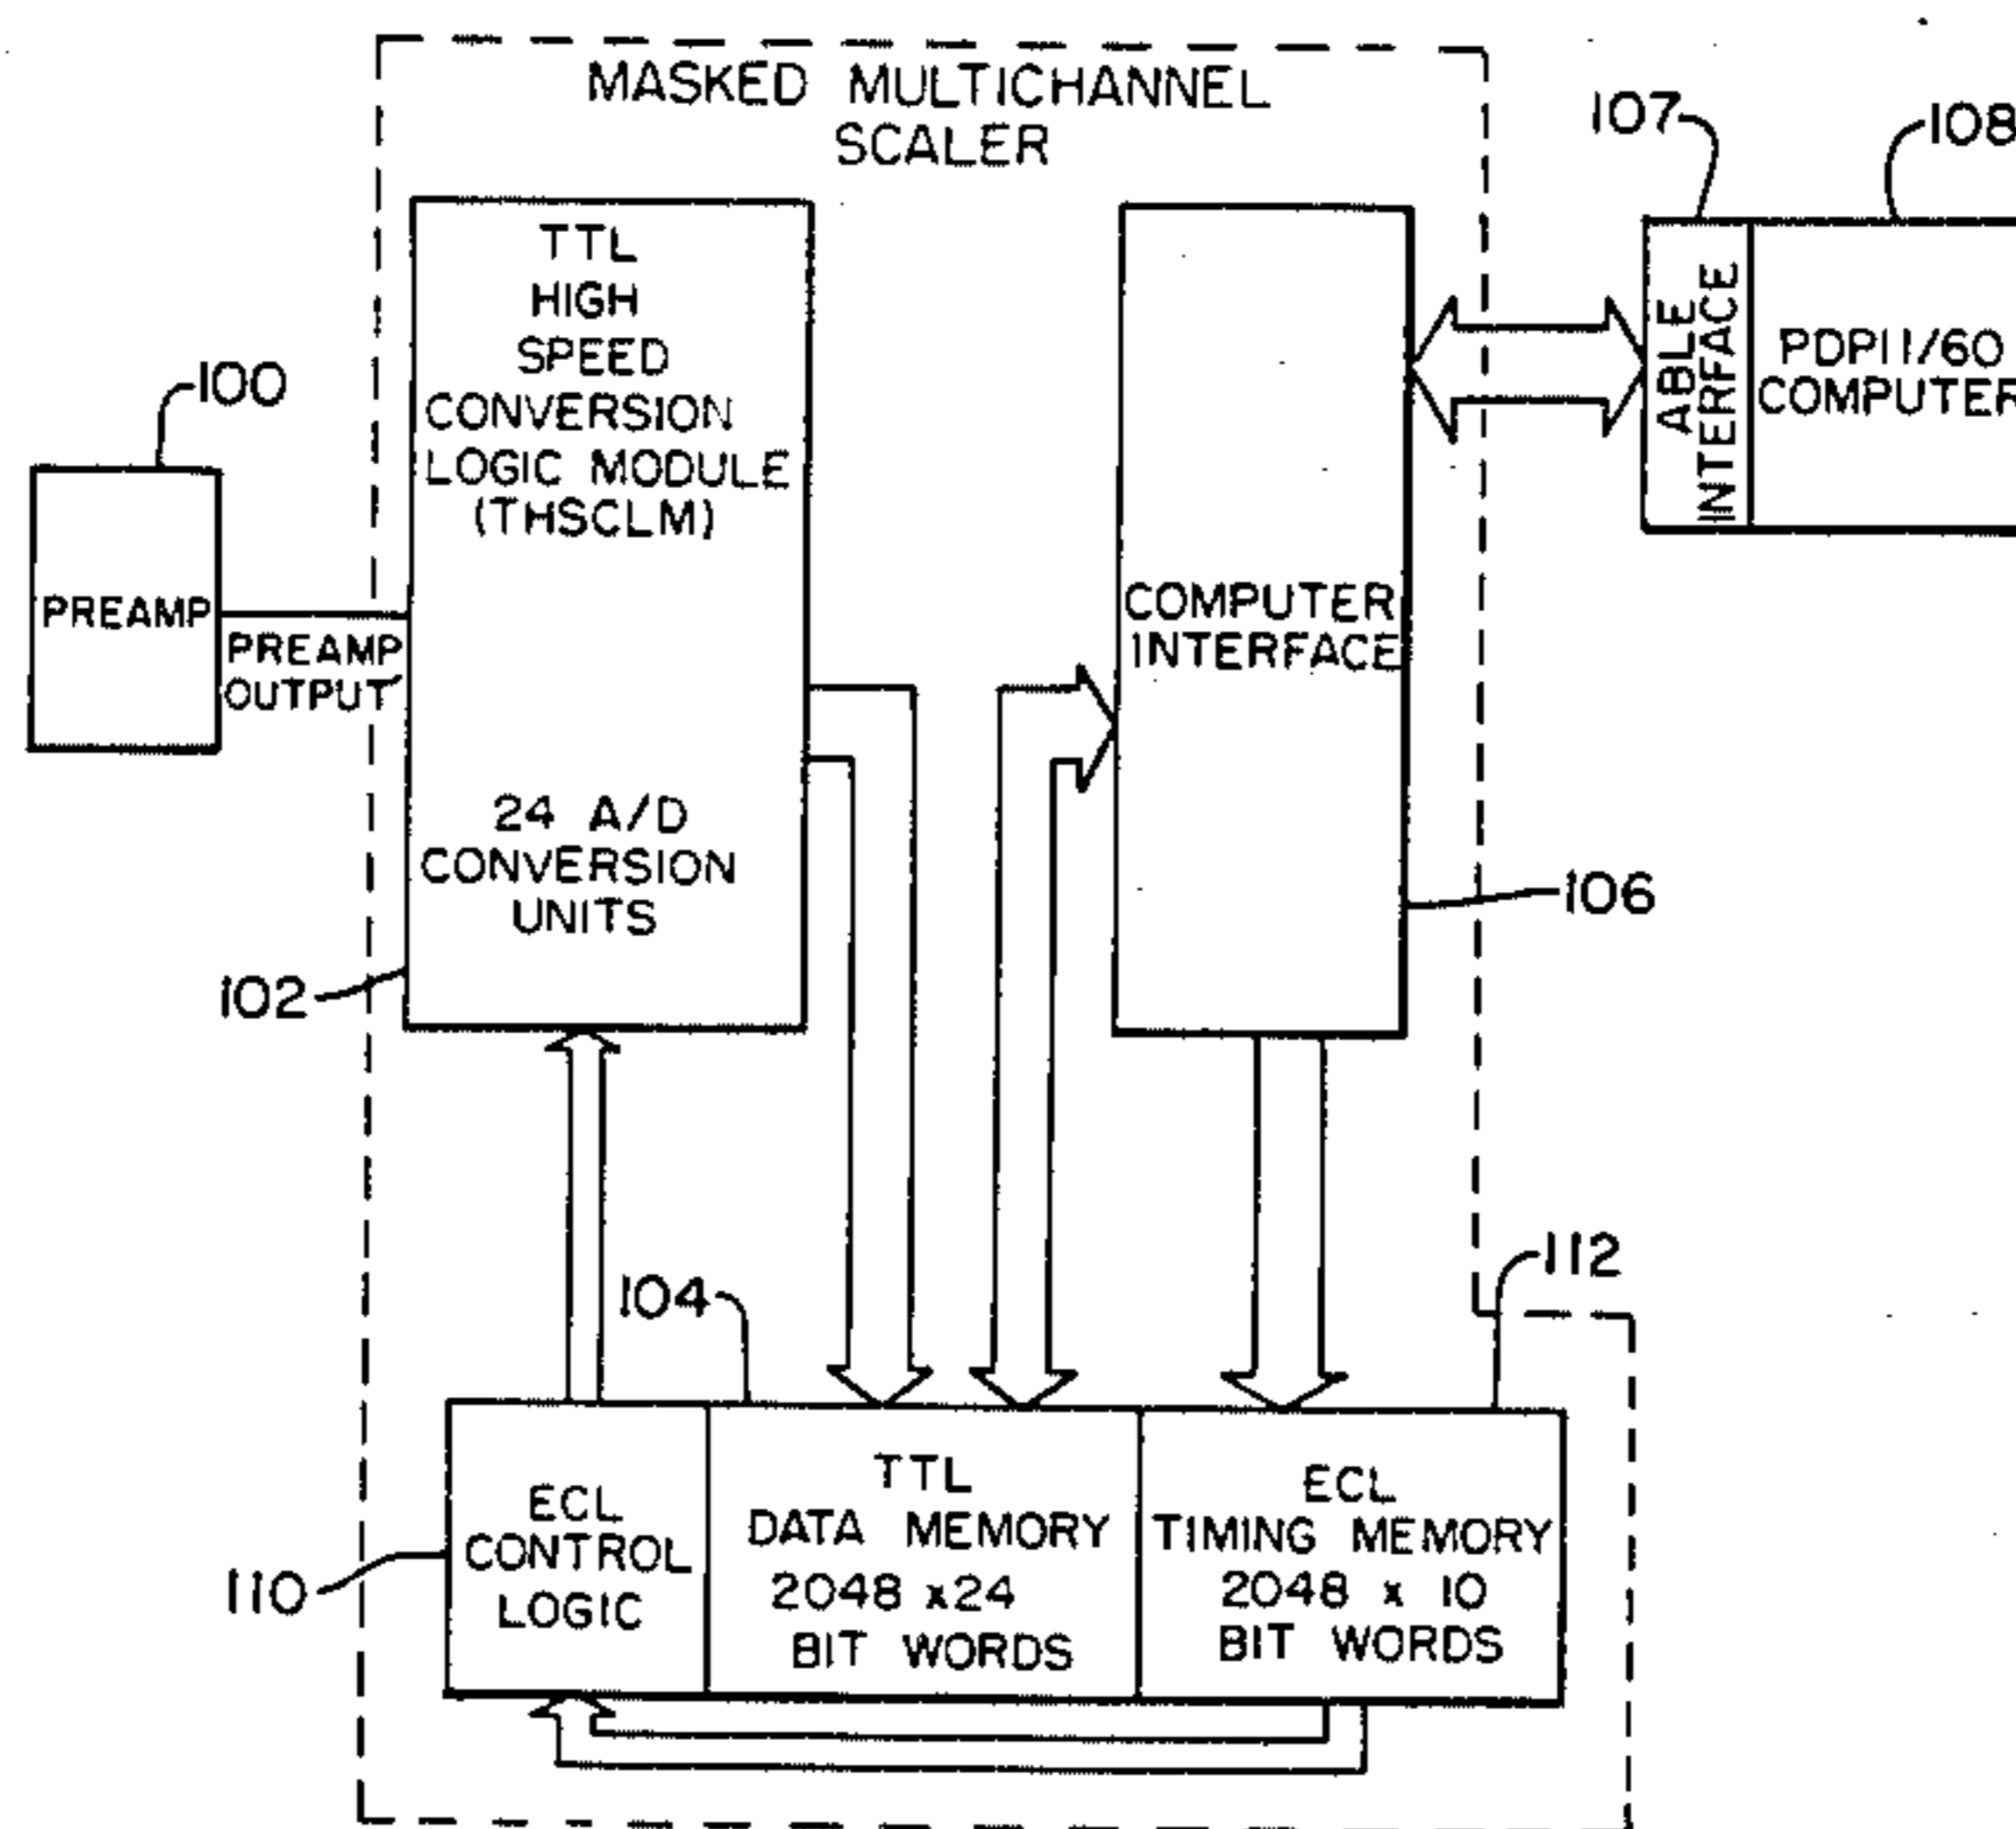 MASKED MULTICHANNEL
SCALER
107
108
TTL
HIGH
SPEED
CONVERSION
LOGIC MODULE
(THSCLM)
24 A/D
CONVERSION
UNITS
100
PREAMP
PREAMP
OUTPUT
102
COMPUTER
INTERFACE
ABLE
INTERFACE
PDP11/60
COMPUTER
106
104
112
110
ECL
CONTROL
LOGIC
TTL
DATA MEMORY
2048 x24
BIT WORDS
ECL
TIMING MEMORY
2048 x 10
BIT WORDS